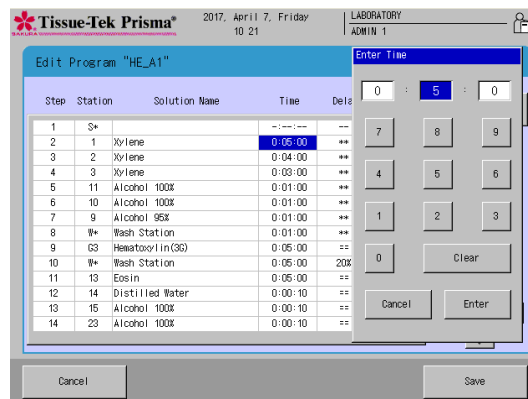 Tissue-Tek Prisma®
SAKURA
2017, April 7, Friday
10 21
LABORATORY
ADMIN 1
Edit Program "HE_A1"
Enter Time
0 : 5 : 0
Step Station Solution Name Time Dela
1 S* -:--:-- --
2 1 Xylene 0:05:00 **
3 2 Xylene 0:04:00 **
4 3 Xylene 0:03:00 **
5 11 Alcohol 100% 0:01:00 **
6 10 Alcohol 100% 0:01:00 **
7 9 Alcohol 95% 0:01:00 **
8 W* Wash Station 0:01:00 **
9 G3 Hematoxylin(3G) 0:05:00 ==
10 W* Wash Station 0:05:00 20%
11 13 Eosin 0:05:00 ==
12 14 Distilled Water 0:00:10 ==
13 15 Alcohol 100% 0:00:10 ==
14 23 Alcohol 100% 0:00:10 ==
7 8 9
4 5 6
1 2 3
0 Clear
Cancel Enter
Cancel Save